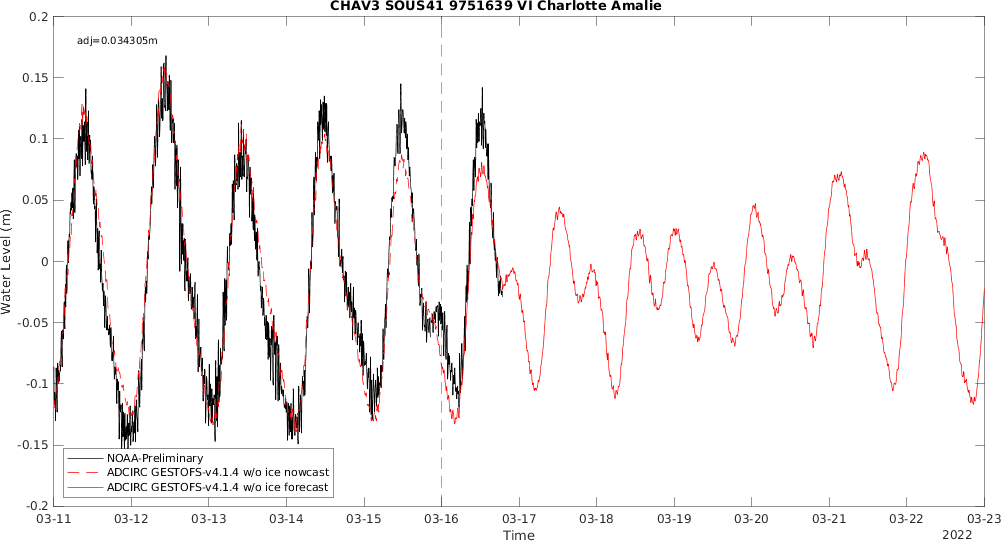 CHAV3 SOUS41 9751639 VI Charlotte Amalie
adj=0.034305m
0.2
0.15
0.1
0.05
0
-0.05
-0.1
-0.15
-0.2
Water Level (m)
NOAA-Preliminary
ADCIRC GESTOFS-v4.1.4 w/o ice nowcast
ADCIRC GESTOFS-v4.1.4 w/o ice forecast
03-11 03-12 03-13 03-14 03-15 03-16 03-17 03-18 03-19 03-20 03-21 03-22 03-23
Time
2022